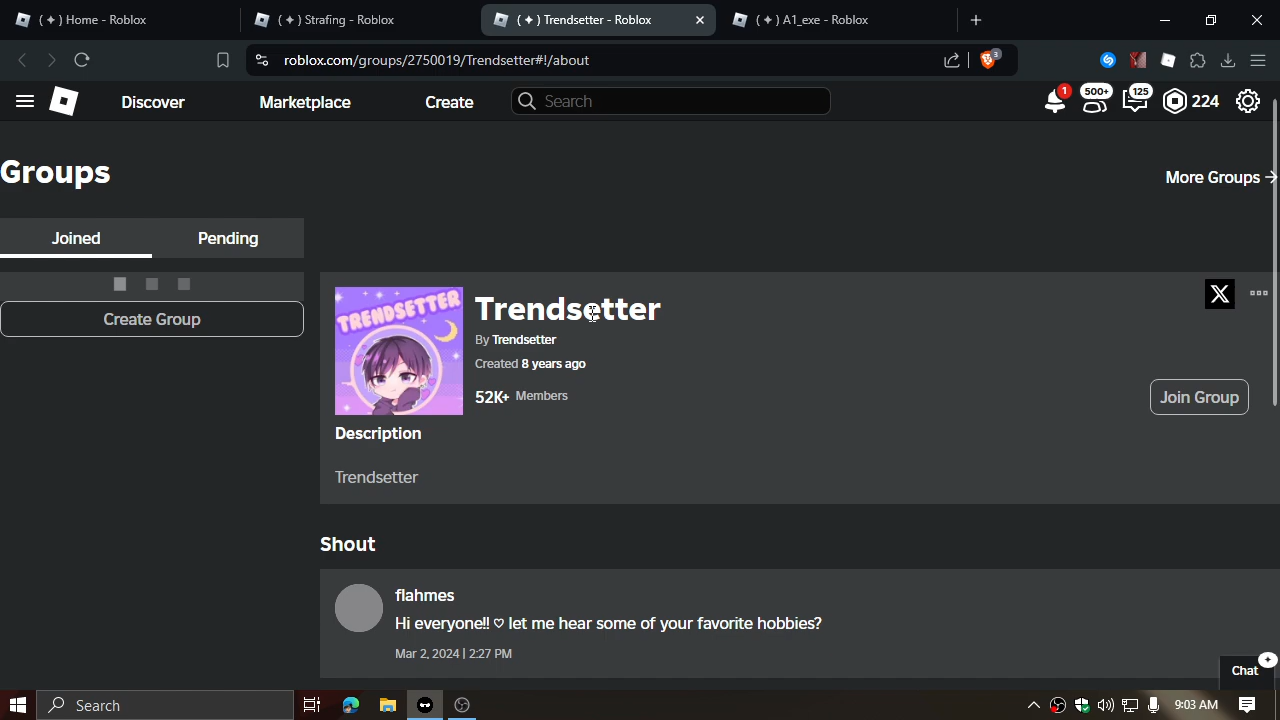 ( ✦ ) Home - Roblox
( ✦ ) Strafing - Roblox
( ✦ ) Trendsetter - Roblox
( ✦ ) A1_exe - Roblox
oblox.com/groups/2750019/Trendsetter#!/about
3
Discover
Marketplace
Create
Search
1
500+
125
224
Groups
More Groups →
Joined
Pending
Create Group
TRENDSETTER
Trendsetter
By Trendsetter
Created 8 years ago
52K+ Members
X
Join Group
Description
Trendsetter
Shout
flahmes
Hi everyone!! ♡ let me hear some of your favorite hobbies?
Mar 2, 2024 | 2:27 PM
Chat
Search
9:03 AM